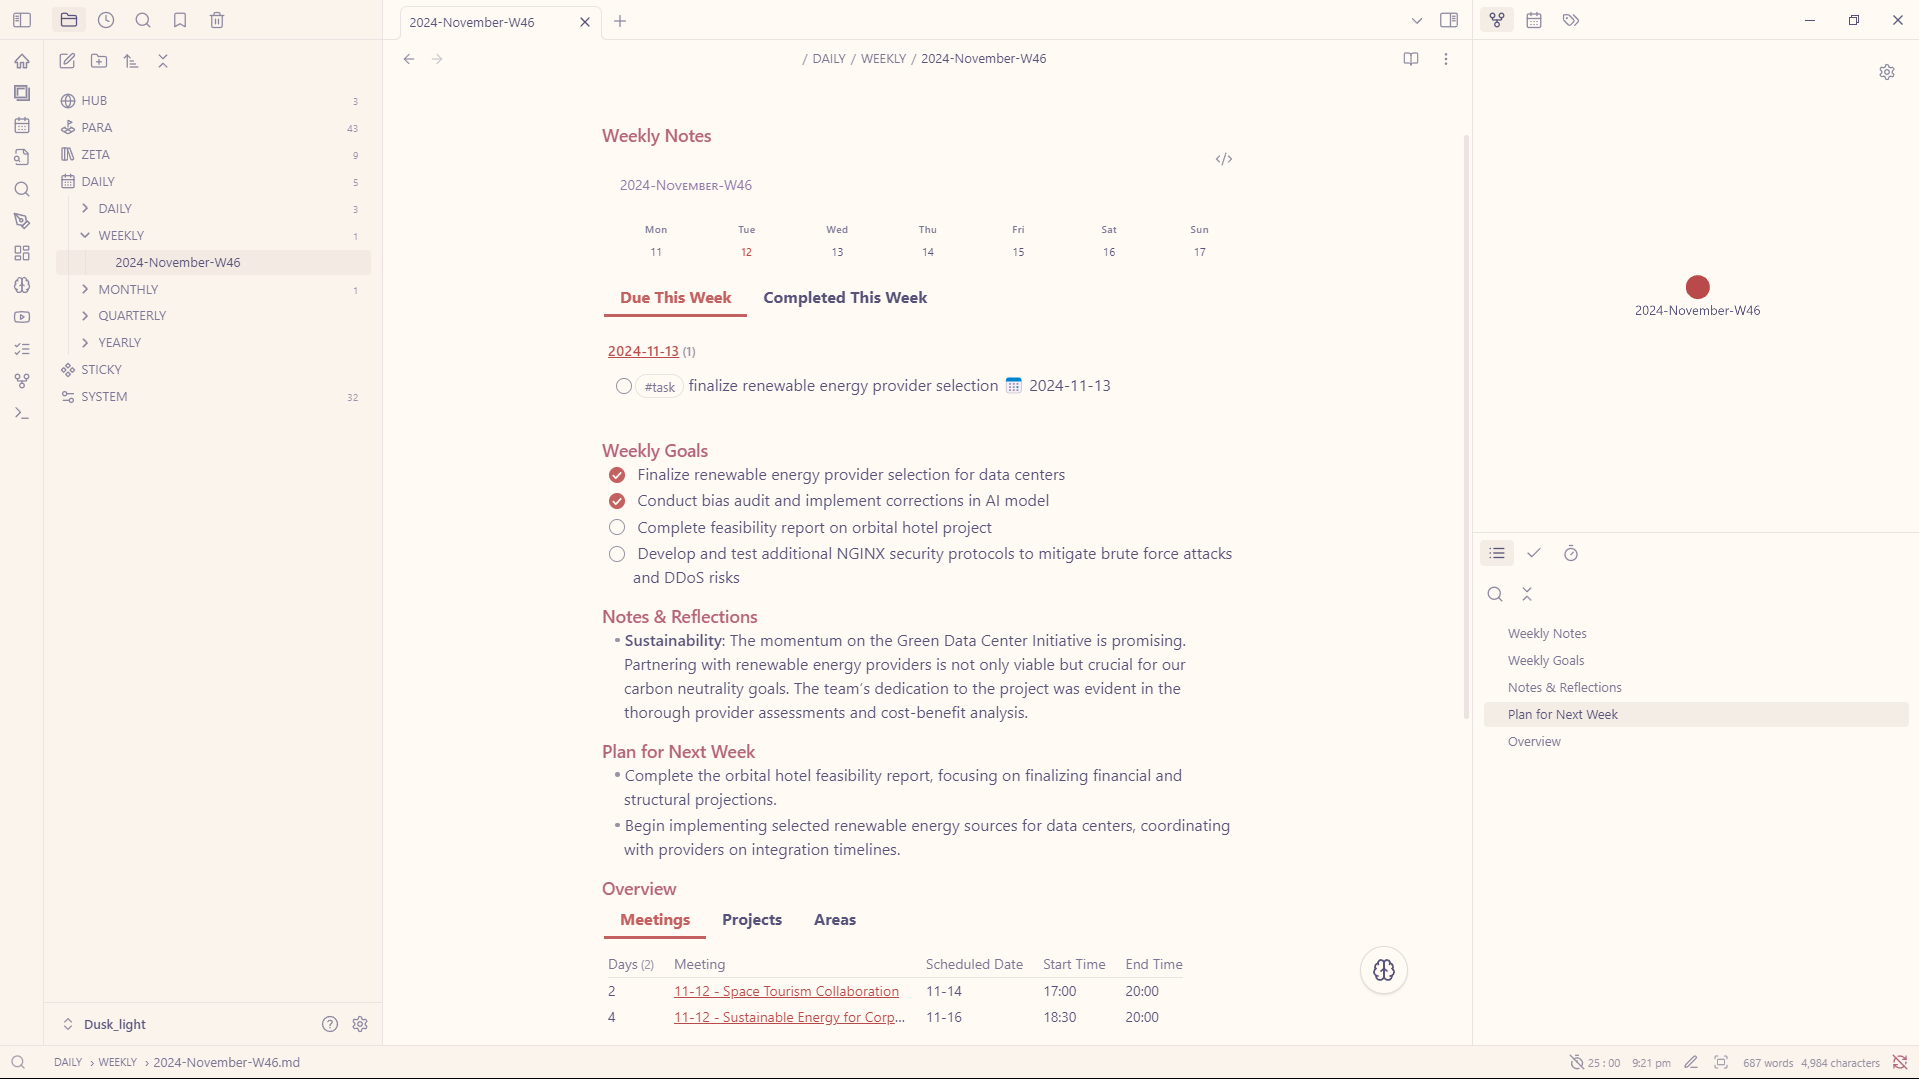 2024-November-W46
/ DAILY / WEEKLY / 2024-November-W46
HUB 3
PARA 43
ZETA 9
DAILY 5
DAILY 3
WEEKLY 1
2024-November-W46
MONTHLY 1
QUARTERLY
YEARLY
STICKY
SYSTEM 32
Dusk_light
Weekly Notes
</>
2024-November-W46
Mon Tue Wed Thu Fri Sat Sun
11 12 13 14 15 16 17
Due This Week Completed This Week
2024-11-13 (1)
#task finalize renewable energy provider selection 2024-11-13
Weekly Goals
Finalize renewable energy provider selection for data centers
Conduct bias audit and implement corrections in AI model
Complete feasibility report on orbital hotel project
Develop and test additional NGINX security protocols to mitigate brute force attacks
and DDoS risks
Notes & Reflections
• Sustainability: The momentum on the Green Data Center Initiative is promising.
Partnering with renewable energy providers is not only viable but crucial for our
carbon neutrality goals. The team's dedication to the project was evident in the
thorough provider assessments and cost-benefit analysis.
Plan for Next Week
• Complete the orbital hotel feasibility report, focusing on finalizing financial and
structural projections.
• Begin implementing selected renewable energy sources for data centers, coordinating
with providers on integration timelines.
Overview
Meetings Projects Areas
Days (2) Meeting Scheduled Date Start Time End Time
2 11-12 - Space Tourism Collaboration 11-14 17:00 20:00
4 11-12 - Sustainable Energy for Corp... 11-16 18:30 20:00
2024-November-W46
Weekly Notes
Weekly Goals
Notes & Reflections
Plan for Next Week
Overview
DAILY › WEEKLY › 2024-November-W46.md
25 : 00 9:21 pm 687 words 4,984 characters